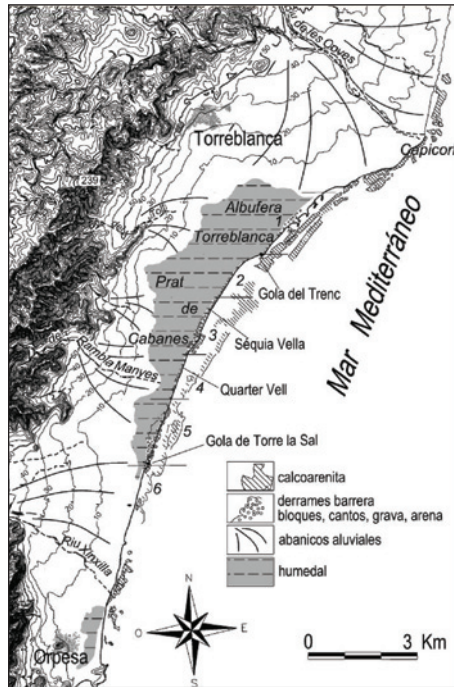 de les Coves
Torreblanca
Capicorb
239
Albufera
1
Torreblanca
Prat
2
de
Gola del Trenc
Mar Mediterráneo
3
Cabanes
Séquia Vella
Rambla Manyes
4
Quarter Vell
5
Gola de Torre la Sal
6
calcoarenita
derrames barrera
bloques, cantos, grava, arena
abanicos aluviales
humedal
Riu Xinxilla
N
O
E
S
0 3 Km
Orpesa